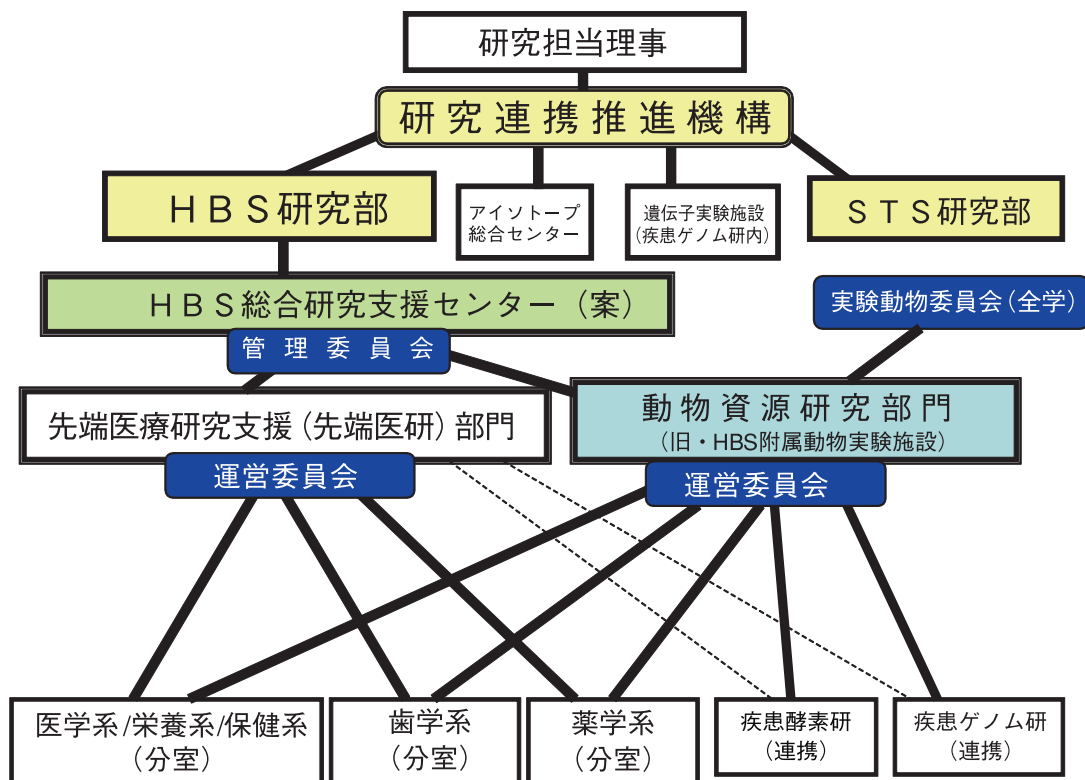 研究担当理事
研究連携推進機構
HBS研究部
アイソトープ
総合センター
遺伝子実験施設
(疾患ゲノム研内)
STS研究部
HBS総合研究支援センター(案)
実験動物委員会(全学)
管理委員会
先端医療研究支援(先端医研)部門
動物資源研究部門
(旧・HBS附属動物実験施設)
運営委員会
運営委員会
医学系/栄養系/保健系
(分室)
歯学系
(分室)
薬学系
(分室)
疾患酵素研
(連携)
疾患ゲノム研
(連携)